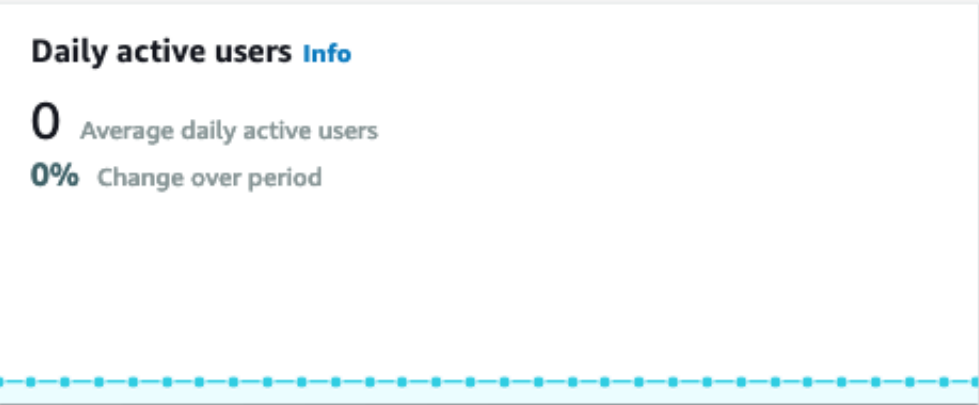 Daily active users Info
0 Average daily active users
0% Change over period